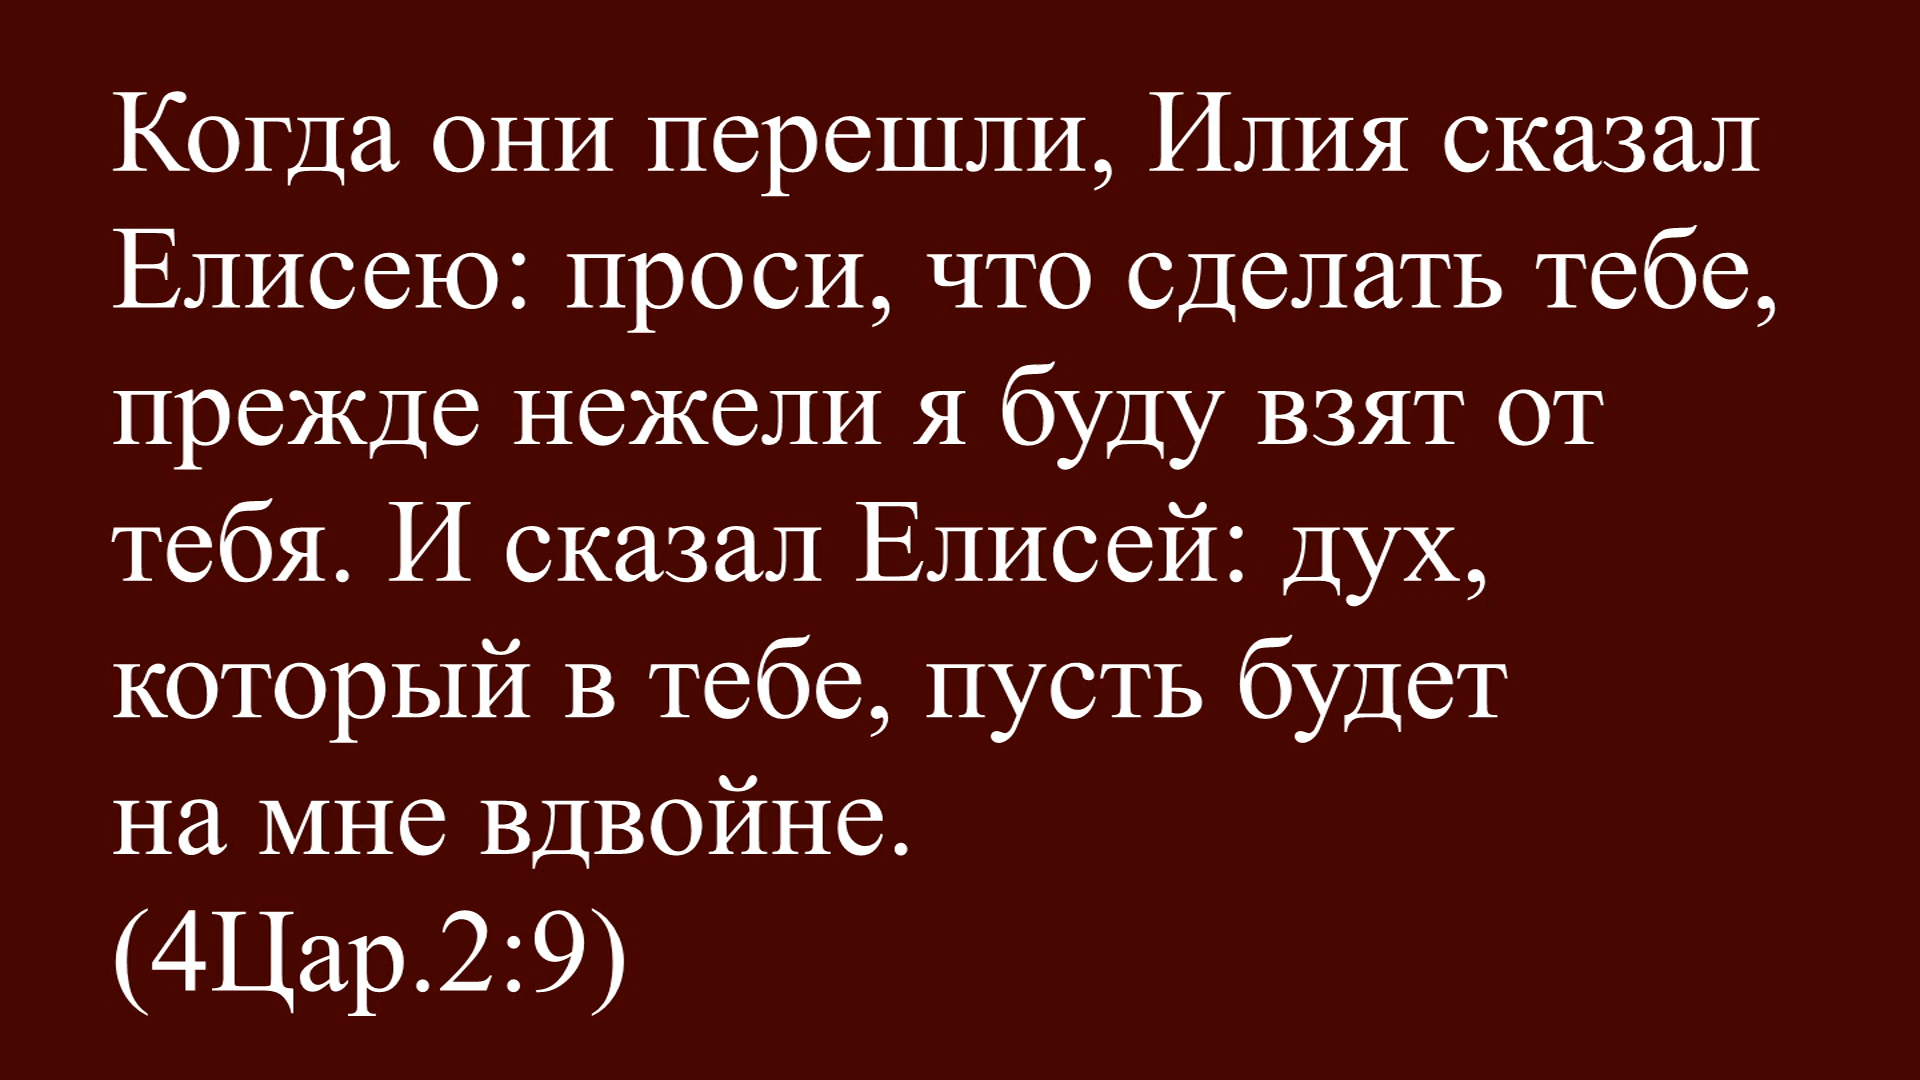 Когда они перешли, Илия сказал
Елисею: проси, что сделать тебе,
прежде нежели я буду взят от
тебя. И сказал Елисей: дух,
который в тебе, пусть будет
на мне вдвойне.
(4Цар.2:9)